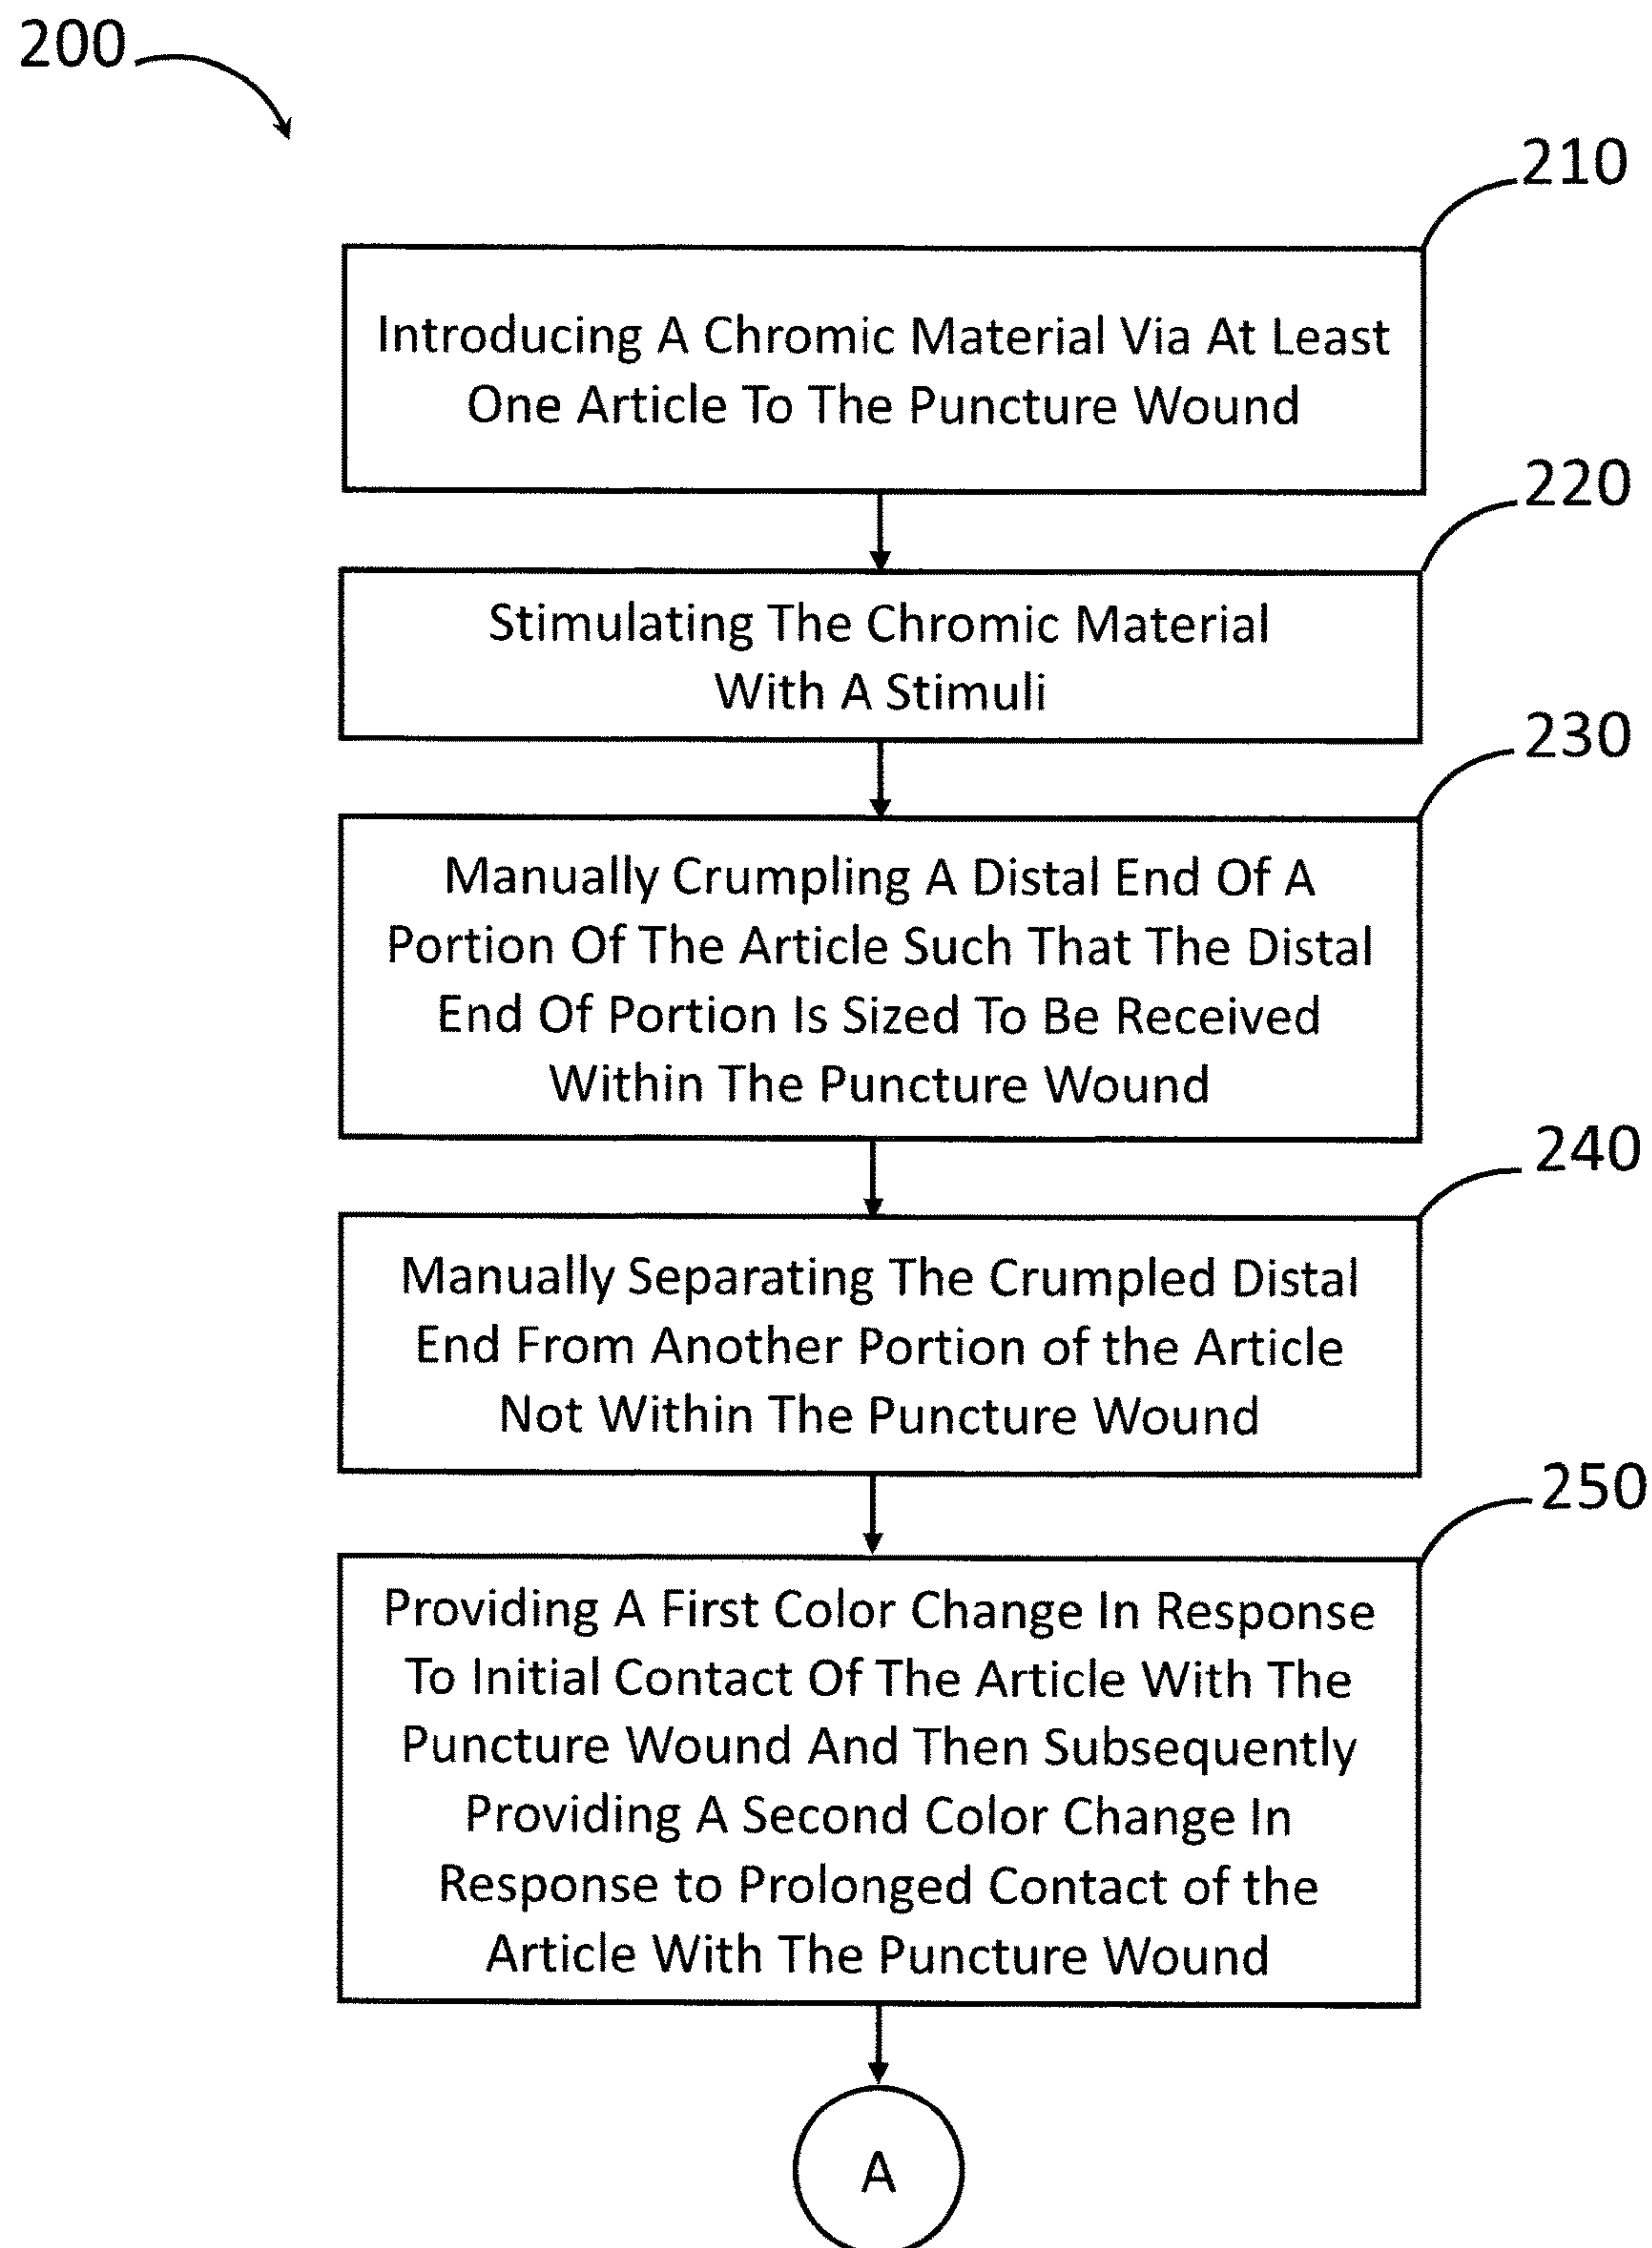 200
210
Introducing A Chromic Material Via At Least
One Article To The Puncture Wound
220
Stimulating The Chromic Material
With A Stimuli
230
Manually Crumpling A Distal End Of A
Portion Of The Article Such That The Distal
End Of Portion Is Sized To Be Received
Within The Puncture Wound
240
Manually Separating The Crumpled Distal
End From Another Portion of the Article
Not Within The Puncture Wound
250
Providing A First Color Change In Response
To Initial Contact Of The Article With The
Puncture Wound And Then Subsequently
Providing A Second Color Change In
Response to Prolonged Contact of the
Article With The Puncture Wound
A